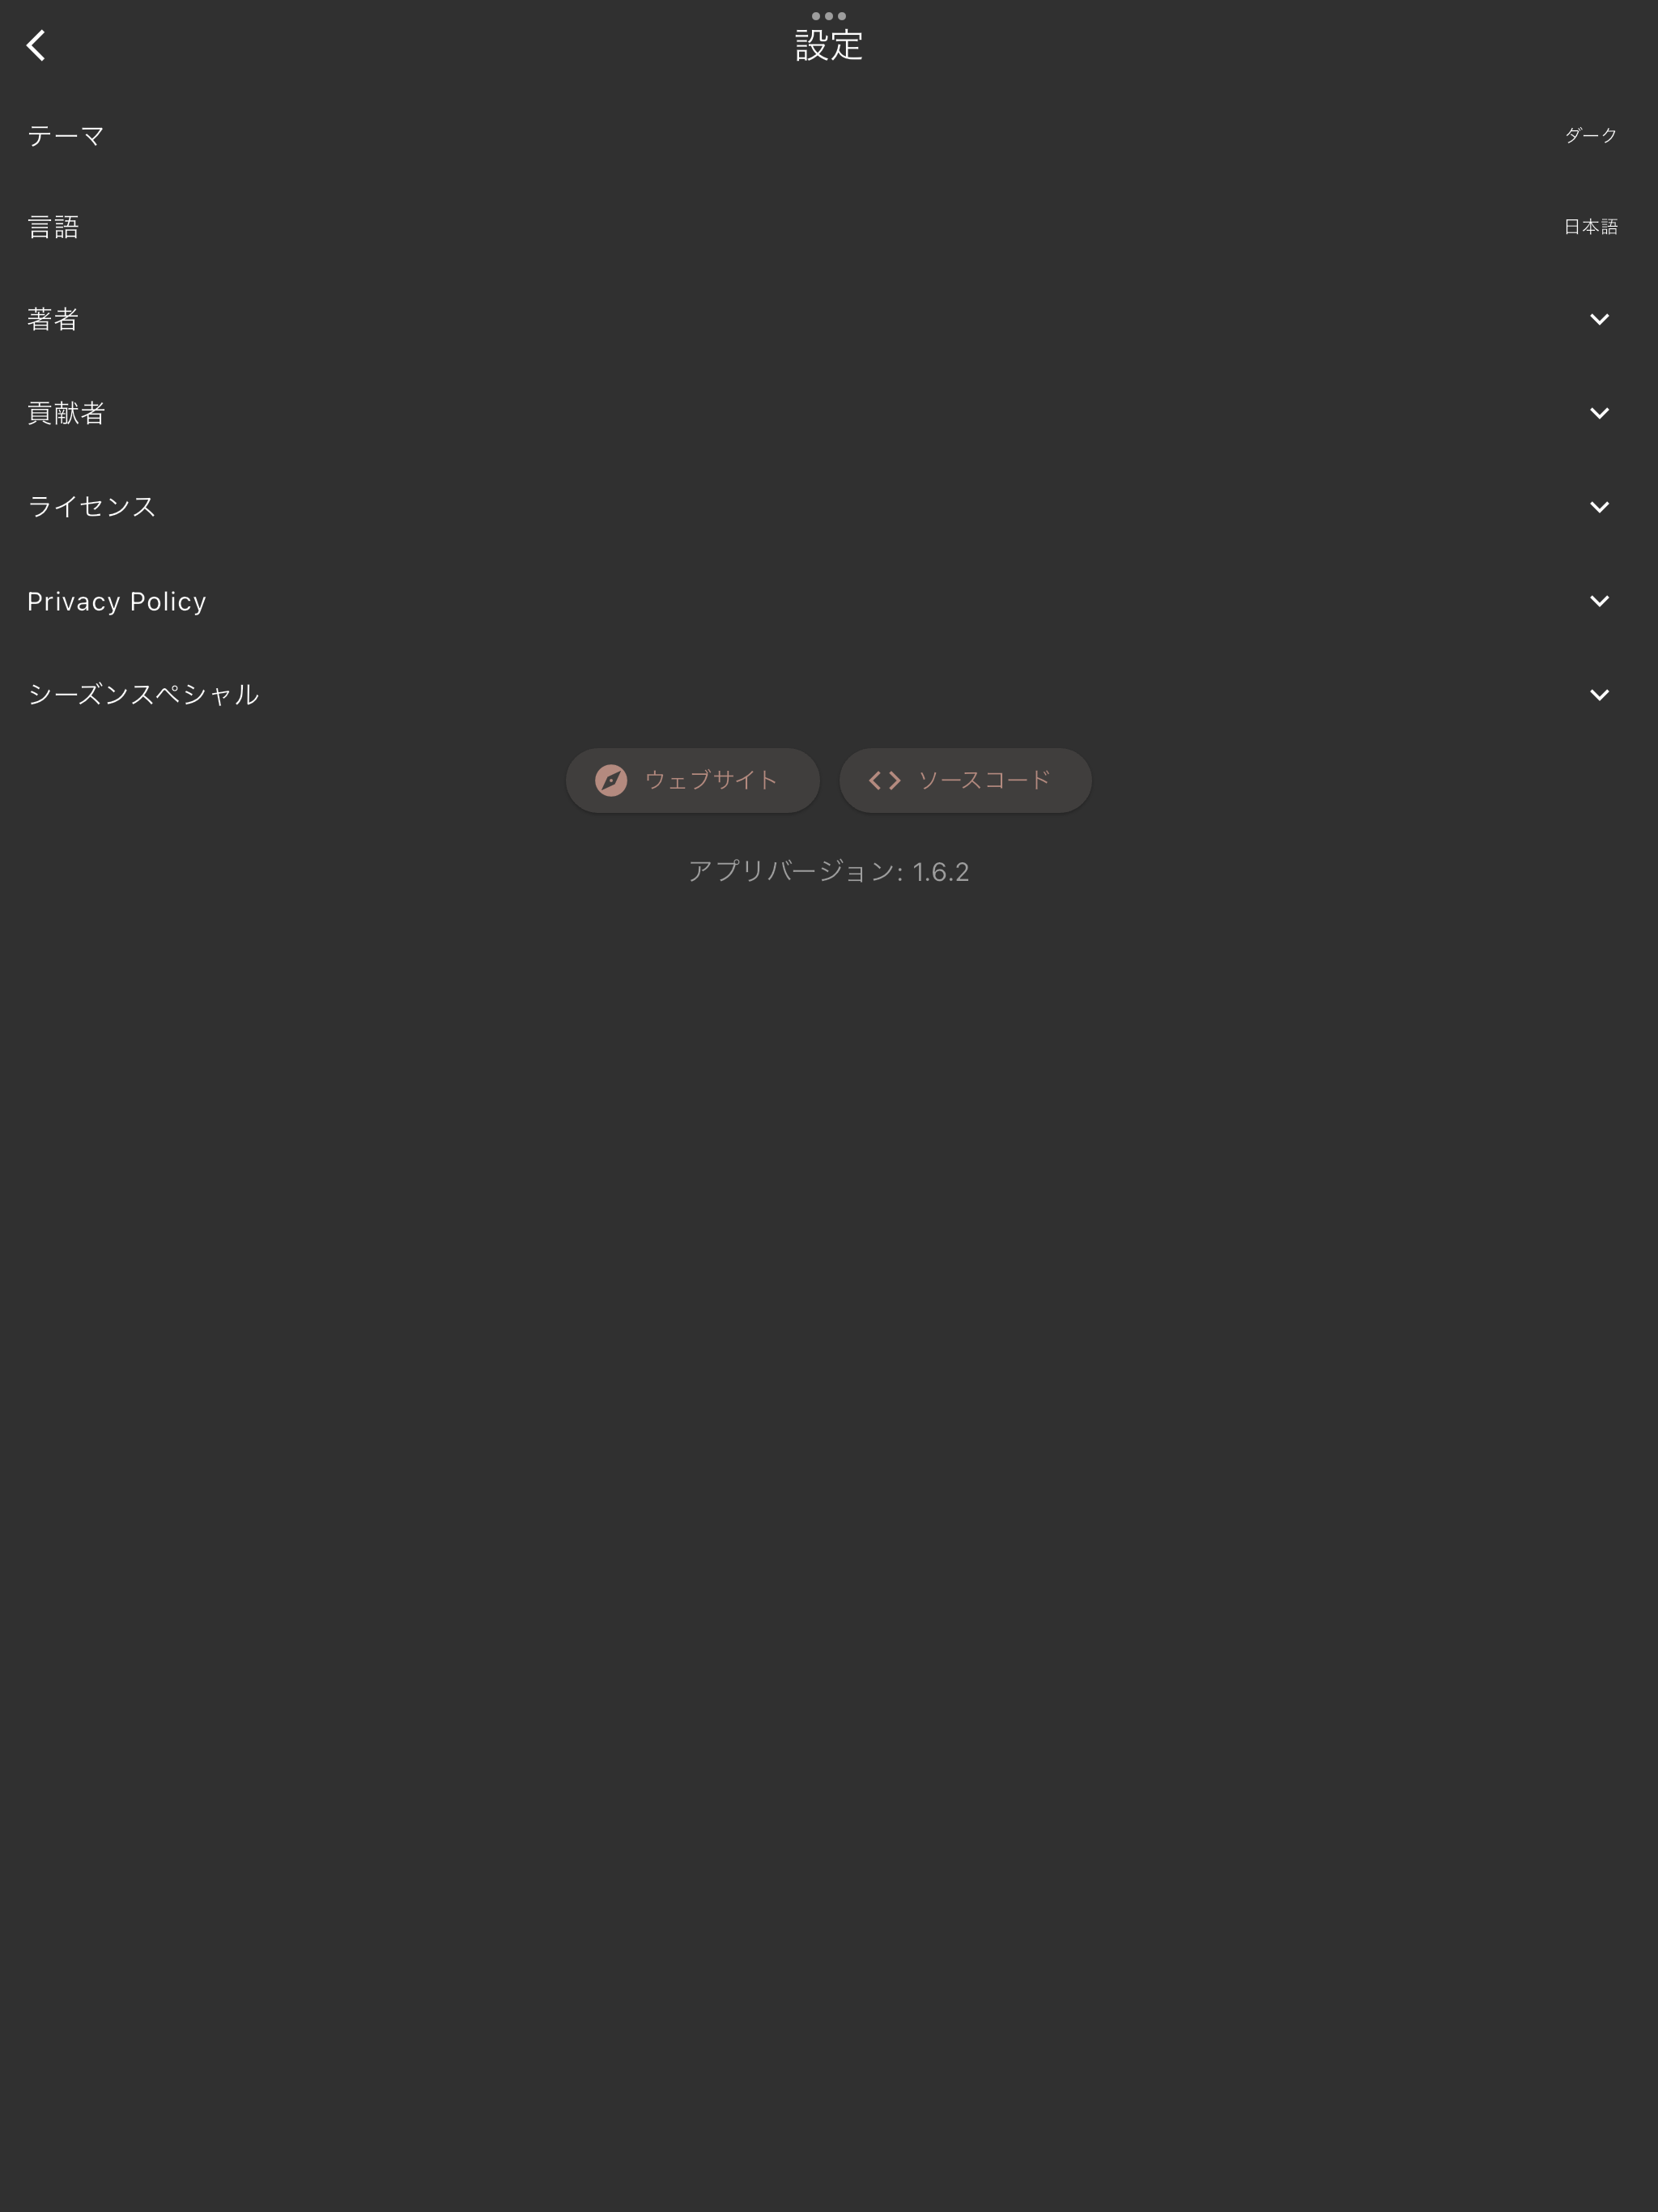 設定
テーマ ダーク
言語 日本語
著者
貢献者
ライセンス
Privacy Policy
シーズンスペシャル
ウェブサイト ソースコード
アプリバージョン: 1.6.2